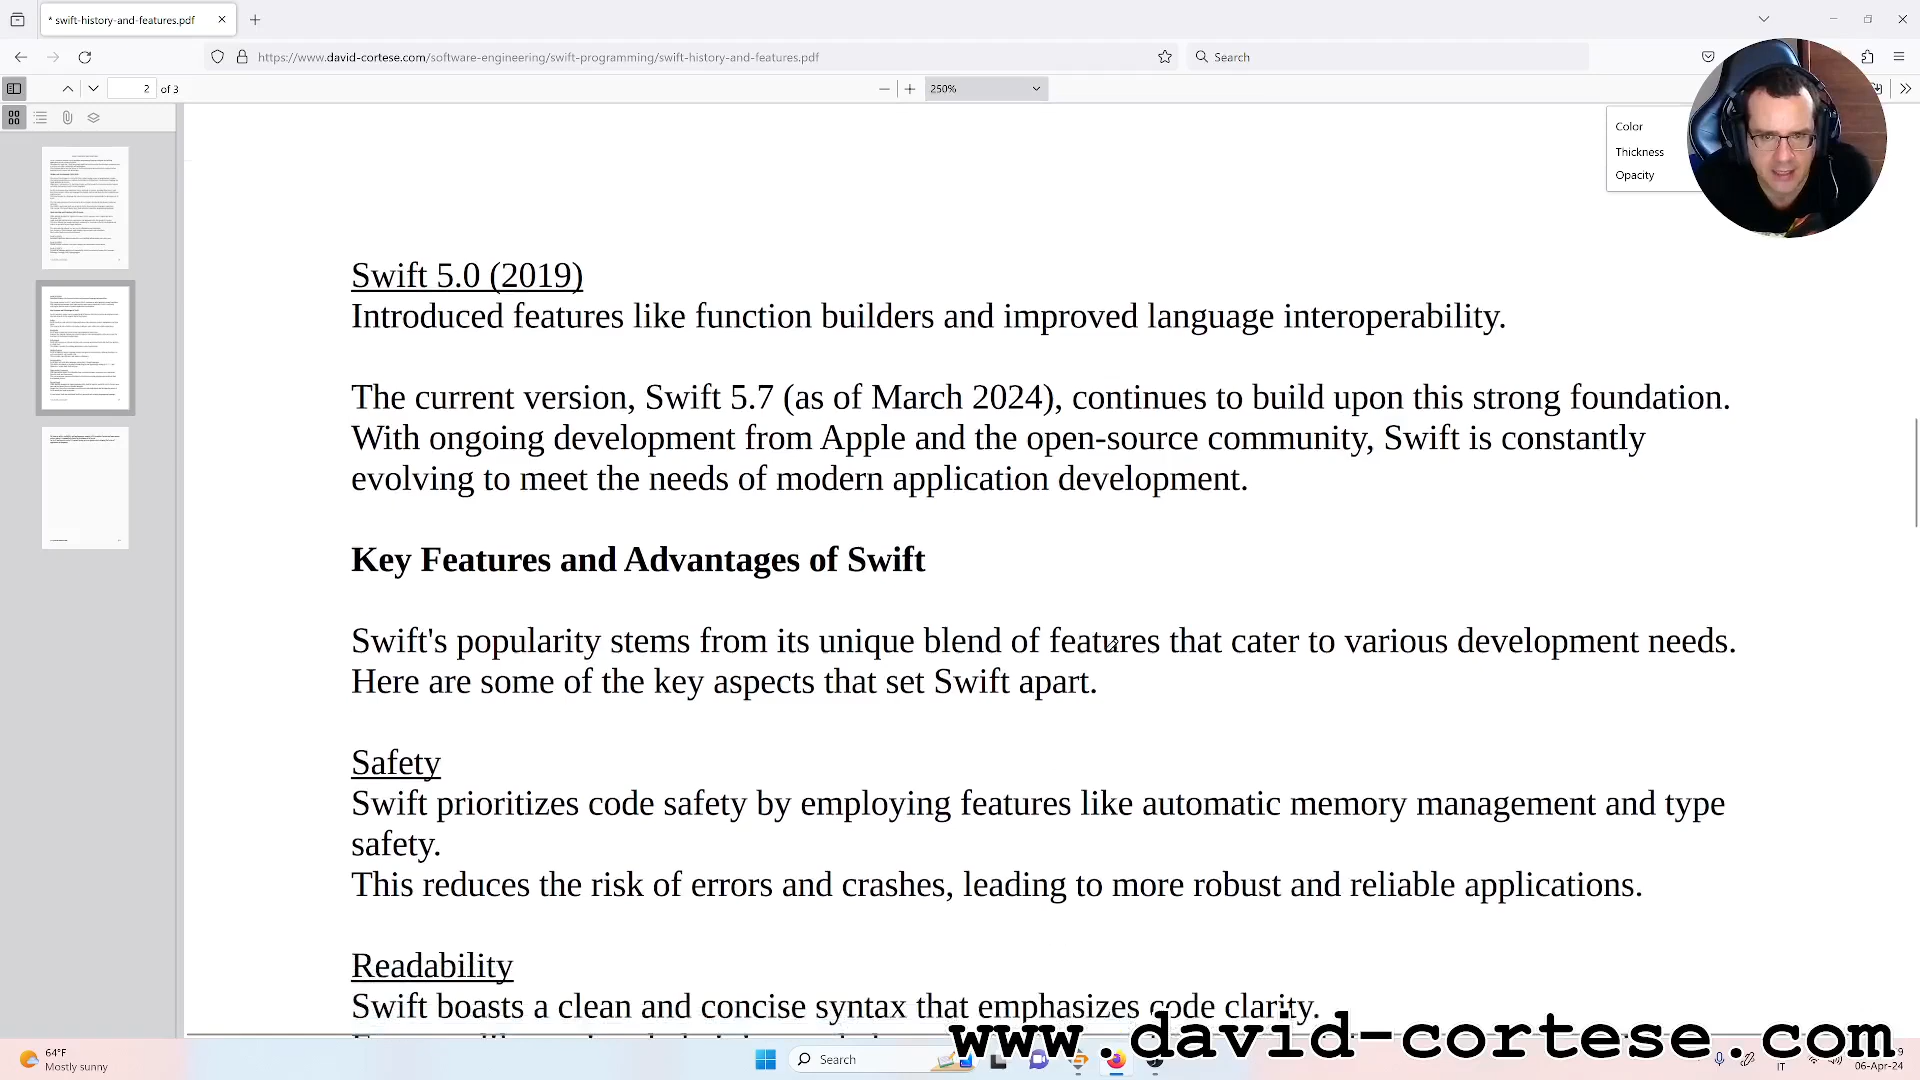 * swift-history-and-features.pdf
https://www.david-cortese.com/software-engineering/swift-programming/swift-history-and-features.pdf
Search
2 of 3
250%
Color
Thickness
Opacity
Swift 5.0 (2019)
Introduced features like function builders and improved language interoperability.
The current version, Swift 5.7 (as of March 2024), continues to build upon this strong foundation.
With ongoing development from Apple and the open-source community, Swift is constantly
evolving to meet the needs of modern application development.
Key Features and Advantages of Swift
Swift's popularity stems from its unique blend of features that cater to various development needs.
Here are some of the key aspects that set Swift apart.
Safety
Swift prioritizes code safety by employing features like automatic memory management and type
safety.
This reduces the risk of errors and crashes, leading to more robust and reliable applications.
Readability
Swift boasts a clean and concise syntax that emphasizes code clarity.
www.david-cortese.com
64°F
Mostly sunny
Search
IT
06-Apr-24